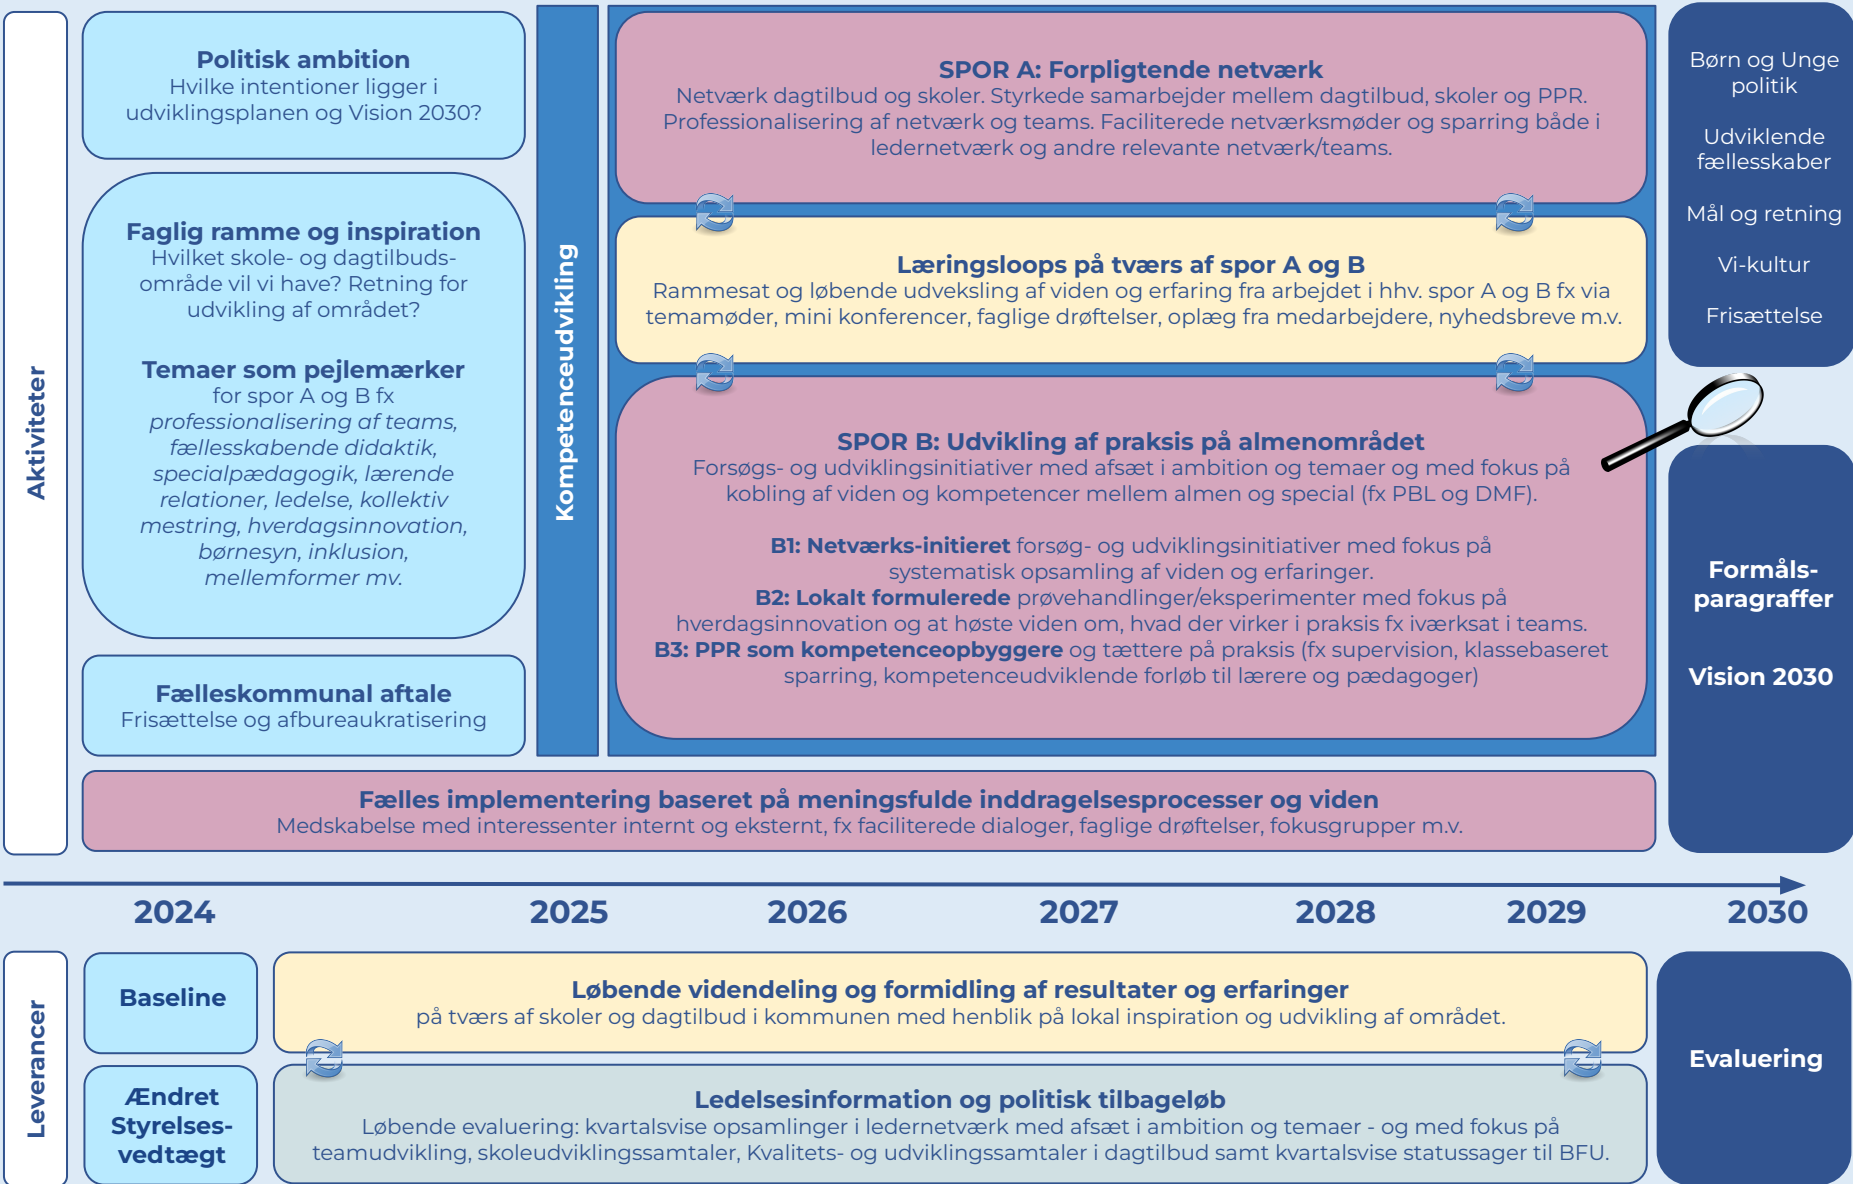 Aktiviteter
Politisk ambition
Hvilke intentioner ligger i
udviklingsplanen og Vision 2030?
Faglig ramme og inspiration
Hvilket skole- og dagtilbuds-
område vil vi have? Retning for
udvikling af området?
Temaer som pejlemærker
for spor A og B fx
professionalisering af teams,
fællesskabende didaktik,
specialpædagogik, lærende
relationer, ledelse, kollektiv
mestring, hverdagsinnovation,
børnesyn, inklusion,
mellemformer mv.
Fælleskommunal aftale
Frisættelse og afbureaukratisering
Kompetenceudvikling
SPOR A: Forpligtende netværk
Netværk dagtilbud og skoler. Styrkede samarbejder mellem dagtilbud, skoler og PPR.
Professionalisering af netværk og teams. Faciliterede netværksmøder og sparring både i
ledernetværk og andre relevante netværk/teams.
Læringsloops på tværs af spor A og B
Rammesat og løbende udveksling af viden og erfaring fra arbejdet i hhv. spor A og B fx via
temamøder, mini konferencer, faglige drøftelser, oplæg fra medarbejdere, nyhedsbreve m.v.
SPOR B: Udvikling af praksis på almenområdet
Forsøgs- og udviklingsinitiativer med afsæt i ambition og temaer og med fokus på
kobling af viden og kompetencer mellem almen og special (fx PBL og DMF).
B1: Netværks-initieret forsøg- og udviklingsinitiativer med fokus på
systematisk opsamling af viden og erfaringer.
B2: Lokalt formulerede prøvehandlinger/eksperimenter med fokus på
hverdagsinnovation og at høste viden om, hvad der virker i praksis fx iværksat i teams.
B3: PPR som kompetenceopbyggere og tættere på praksis (fx supervision, klassebaseret
sparring, kompetenceudviklende forløb til lærere og pædagoger)
Børn og Unge
politik
Udviklende
fællesskaber
Mål og retning
Vi-kultur
Frisættelse
Formåls-
paragraffer
Vision 2030
Fælles implementering baseret på meningsfulde inddragelsesprocesser og viden
Medskabelse med interessenter internt og eksternt, fx faciliterede dialoger, faglige drøftelser, fokusgrupper m.v.
2024 2025 2026 2027 2028 2029 2030
Leverancer
Baseline
Ændret
Styrelses-
vedtægt
Løbende videndeling og formidling af resultater og erfaringer
på tværs af skoler og dagtilbud i kommunen med henblik på lokal inspiration og udvikling af området.
Ledelsesinformation og politisk tilbageløb
Løbende evaluering: kvartalsvise opsamlinger i ledernetværk med afsæt i ambition og temaer - og med fokus på
teamudvikling, skoleudviklingssamtaler, Kvalitets- og udviklingssamtaler i dagtilbud samt kvartalsvise statussager til BFU.
Evaluering